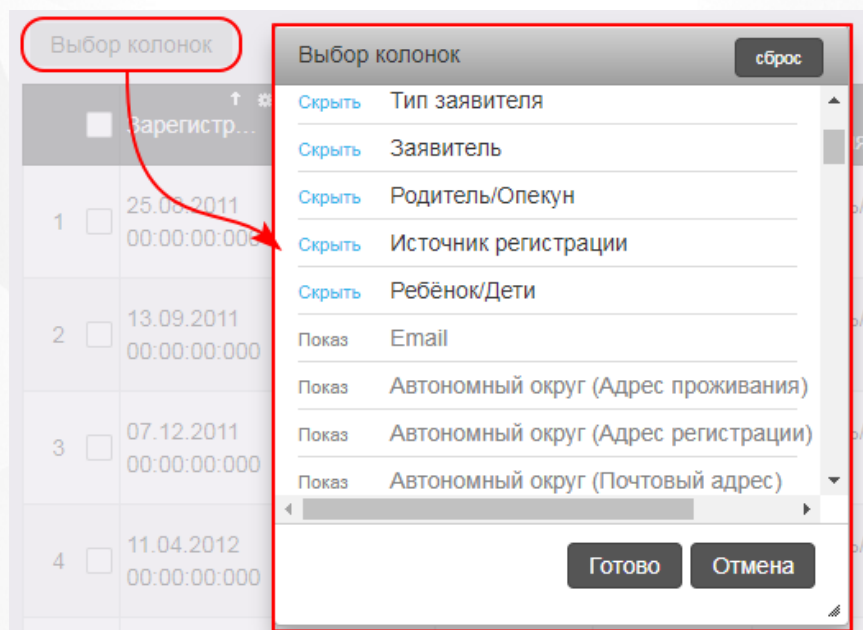 Выбор колонок
Зарегистр...
1
25.08.2011
00:00:00:000
2
13.09.2011
00:00:00:000
3
07.12.2011
00:00:00:000
4
11.04.2012
00:00:00:000
Выбор колонок
сброс
Скрыть Тип заявителя
Скрыть Заявитель
Скрыть Родитель/Опекун
Скрыть Источник регистрации
Скрыть Ребёнок/Дети
Показ Email
Показ Автономный округ (Адрес проживания)
Показ Автономный округ (Адрес регистрации)
Показ Автономный округ (Почтовый адрес)
Готово Отмена